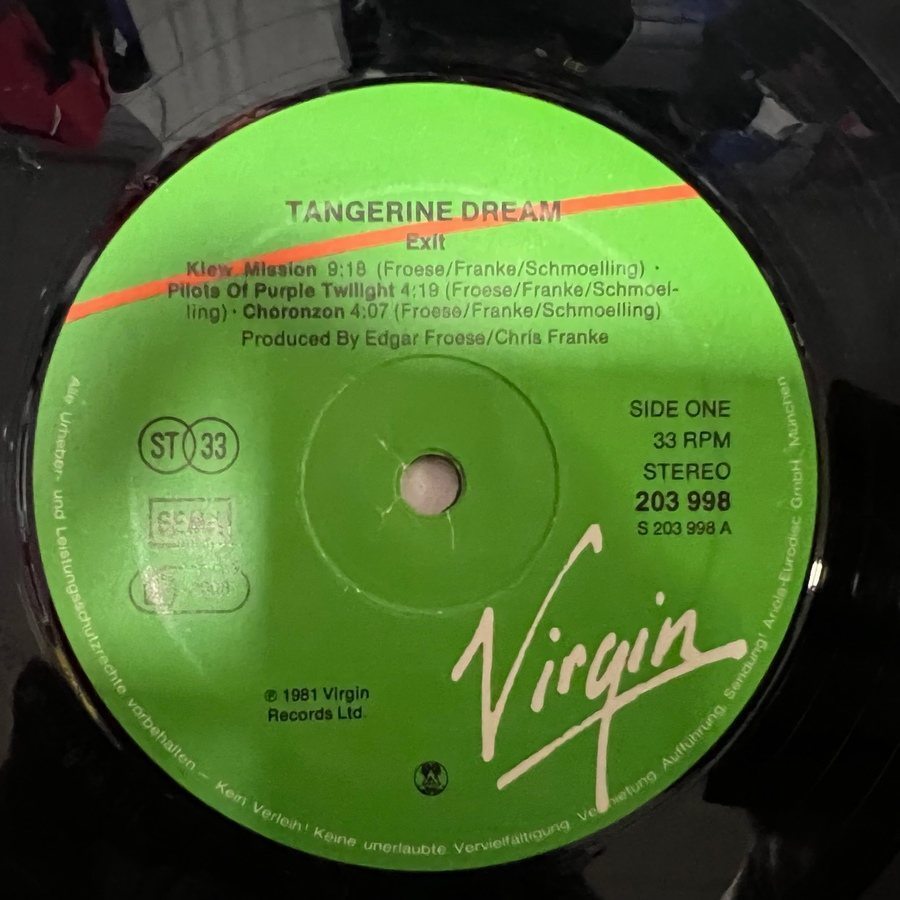 TANGERINE DREAM
Exit
Kiew Mission 9:18 (Froese/Franke/Schmoelling) ·
Pilots Of Purple Twilight 4:19 (Froese/Franke/Schmoel-
ling) · Choronzon 4:07 (Froese/Franke/Schmoelling)
Produced By Edgar Froese/Chris Franke
ST 33
SIDE ONE
33 RPM
STEREO
203 998
S 203 998 A
Virgin
℗ 1981 Virgin
Records Ltd.
Alle Urheber- und Leistungsschutzrechte vorbehalten – Kein Verleih! Keine unerlaubte Vervielfältigung, Vermietung, Aufführung, Sendung! Ariola-Eurodisc GmbH, München